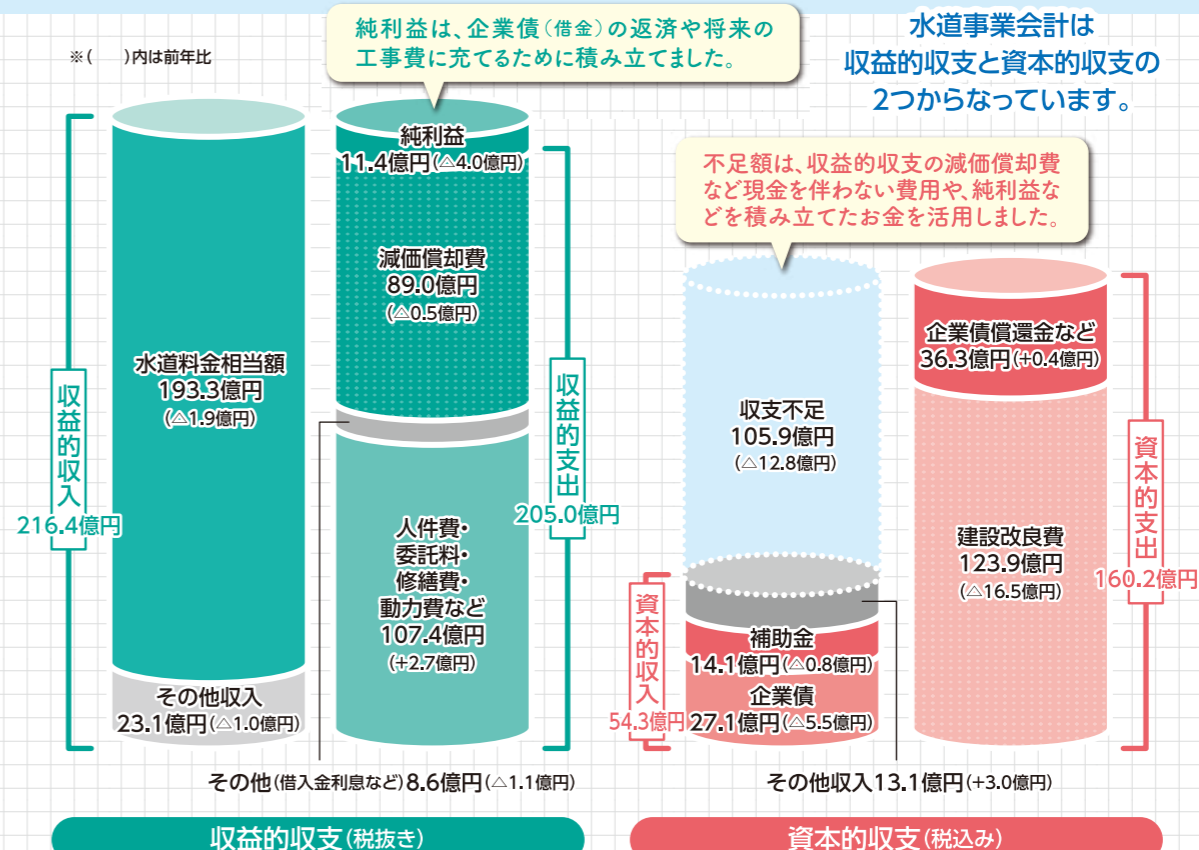 ※(　)内は前年比
純利益は、企業債(借金)の返済や将来の
工事費に充てるために積み立てました。
水道事業会計は
収益的収支と資本的収支の
2つからなっています。
収益的収入
216.4億円
水道料金相当額
193.3億円
(△1.9億円)
その他収入
23.1億円(△1.0億円)
純利益
11.4億円(△4.0億円)
減価償却費
89.0億円
(△0.5億円)
人件費・
委託料・
修繕費・
動力費など
107.4億円
(+2.7億円)
収益的支出
205.0億円
その他(借入金利息など)8.6億円(△1.1億円)
収益的収支(税抜き)
不足額は、収益的収支の減価償却費
など現金を伴わない費用や、純利益な
どを積み立てたお金を活用しました。
収支不足
105.9億円
(△12.8億円)
資本的収入
54.3億円
補助金
14.1億円(△0.8億円)
企業債
27.1億円(△5.5億円)
企業債償還金など
36.3億円(+0.4億円)
建設改良費
123.9億円
(△16.5億円)
資本的支出
160.2億円
その他収入13.1億円(+3.0億円)
資本的収支(税込み)